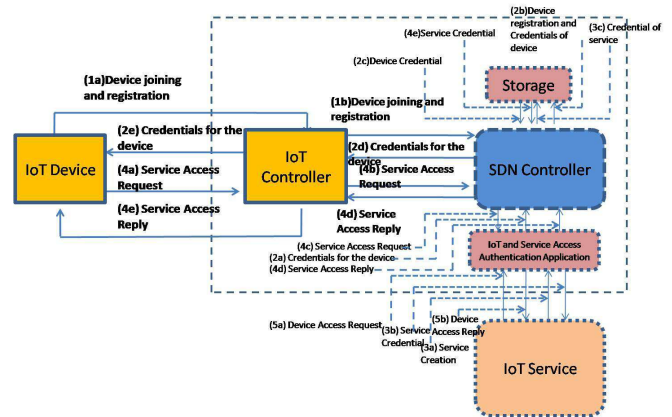 (2b)Device
registration and
Credentials of
device
(3c) Credential of
service
(4e)Service Credential
(2c)Device Credential
Storage
(1a)Device joining
and registration
(1b)Device joining and
registration
(2e) Credentials for the
device
(2d) Credentials for the
device
IoT Device
IoT
Controller
SDN Controller
(4a) Service Access
Request
(4b) Service Access
Request
(4e) Service Access
Reply
(4d) Service
Access Reply
(4c) Service Access Request
(2a) Credentials for the device
(4d) Service Access Reply
IoT and Service Access
Authentication Application
(5a) Device Access Request
(3b) Service
Credential
(5b) Device
Access Reply
(3a) Service
Creation
IoT Service